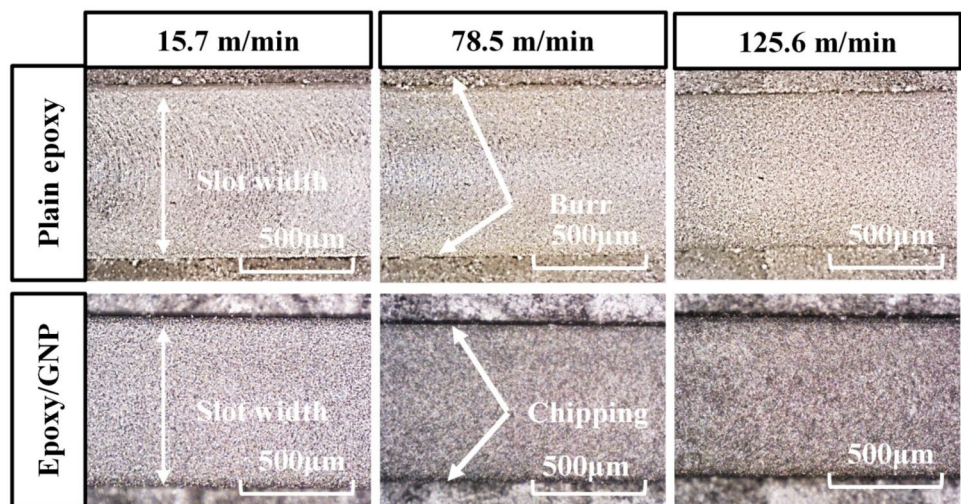 15.7 m/min
78.5 m/min
125.6 m/min
Plain epoxy
Slot width
500μm
Burr
500μm
500μm
Epoxy/GNP
Slot width
500μm
Chipping
500μm
500μm